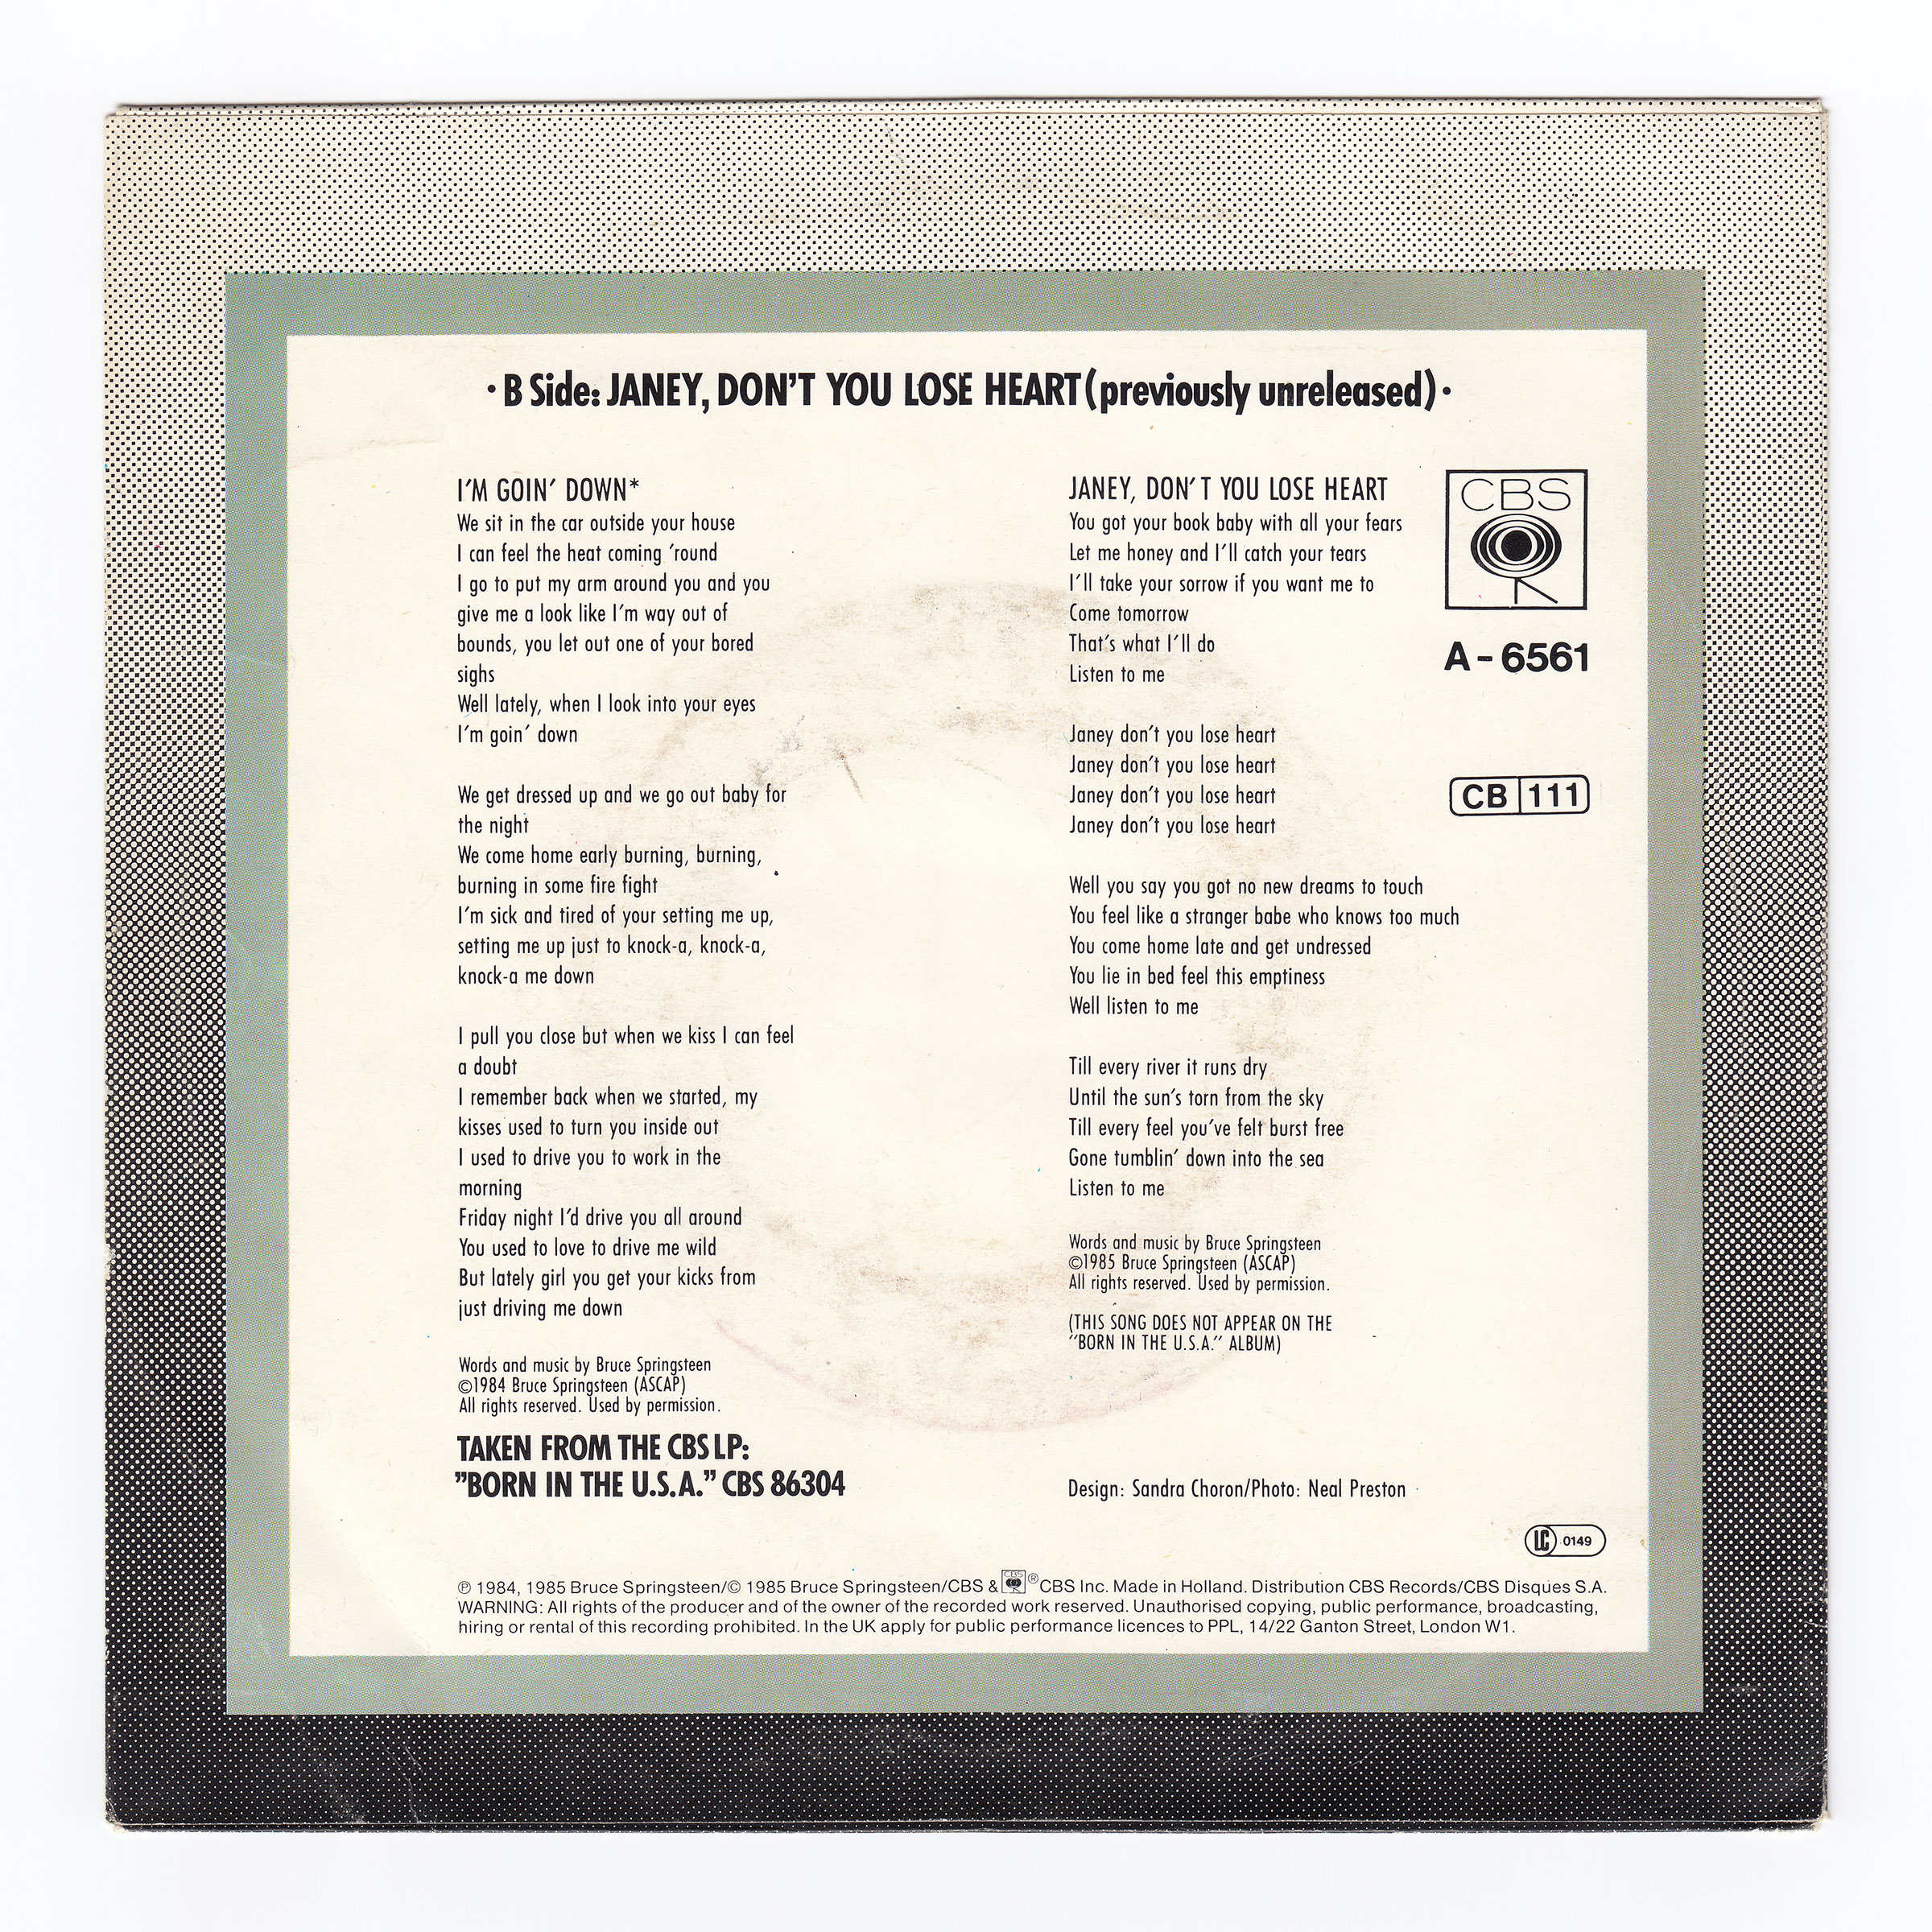 · B Side: JANEY, DON'T YOU LOSE HEART (previously unreleased) ·
I'M GOIN' DOWN*
We sit in the car outside your house
I can feel the heat coming 'round
I go to put my arm around you and you
give me a look like I'm way out of
bounds, you let out one of your bored
sighs
Well lately, when I look into your eyes
I'm goin' down
We get dressed up and we go out baby for
the night
We come home early burning, burning,
burning in some fire fight
I'm sick and tired of your setting me up,
setting me up just to knock-a, knock-a,
knock-a me down
I pull you close but when we kiss I can feel
a doubt
I remember back when we started, my
kisses used to turn you inside out
I used to drive you to work in the
morning
Friday night I'd drive you all around
You used to love to drive me wild
But lately girl you get your kicks from
just driving me down
Words and music by Bruce Springsteen
©1984 Bruce Springsteen (ASCAP)
All rights reserved. Used by permission.
TAKEN FROM THE CBS LP:
"BORN IN THE U.S.A." CBS 86304
JANEY, DON'T YOU LOSE HEART
You got your book baby with all your fears
Let me honey and I'll catch your tears
I'll take your sorrow if you want me to
Come tomorrow
That's what I'll do
Listen to me
Janey don't you lose heart
Janey don't you lose heart
Janey don't you lose heart
Janey don't you lose heart
Well you say you got no new dreams to touch
You feel like a stranger babe who knows too much
You come home late and get undressed
You lie in bed feel this emptiness
Well listen to me
Till every river it runs dry
Until the sun's torn from the sky
Till every feel you've felt burst free
Gone tumblin' down into the sea
Listen to me
Words and music by Bruce Springsteen
©1985 Bruce Springsteen (ASCAP)
All rights reserved. Used by permission.
(THIS SONG DOES NOT APPEAR ON THE
"BORN IN THE U.S.A." ALBUM)
Design: Sandra Choron/Photo: Neal Preston
CBS
A-6561
CB 111
LC 0149
℗ 1984, 1985 Bruce Springsteen/© 1985 Bruce Springsteen/CBS & CBS ® CBS Inc. Made in Holland. Distribution CBS Records/CBS Disques S.A.
WARNING: All rights of the producer and of the owner of the recorded work reserved. Unauthorised copying, public performance, broadcasting,
hiring or rental of this recording prohibited. In the UK apply for public performance licences to PPL, 14/22 Ganton Street, London W1.